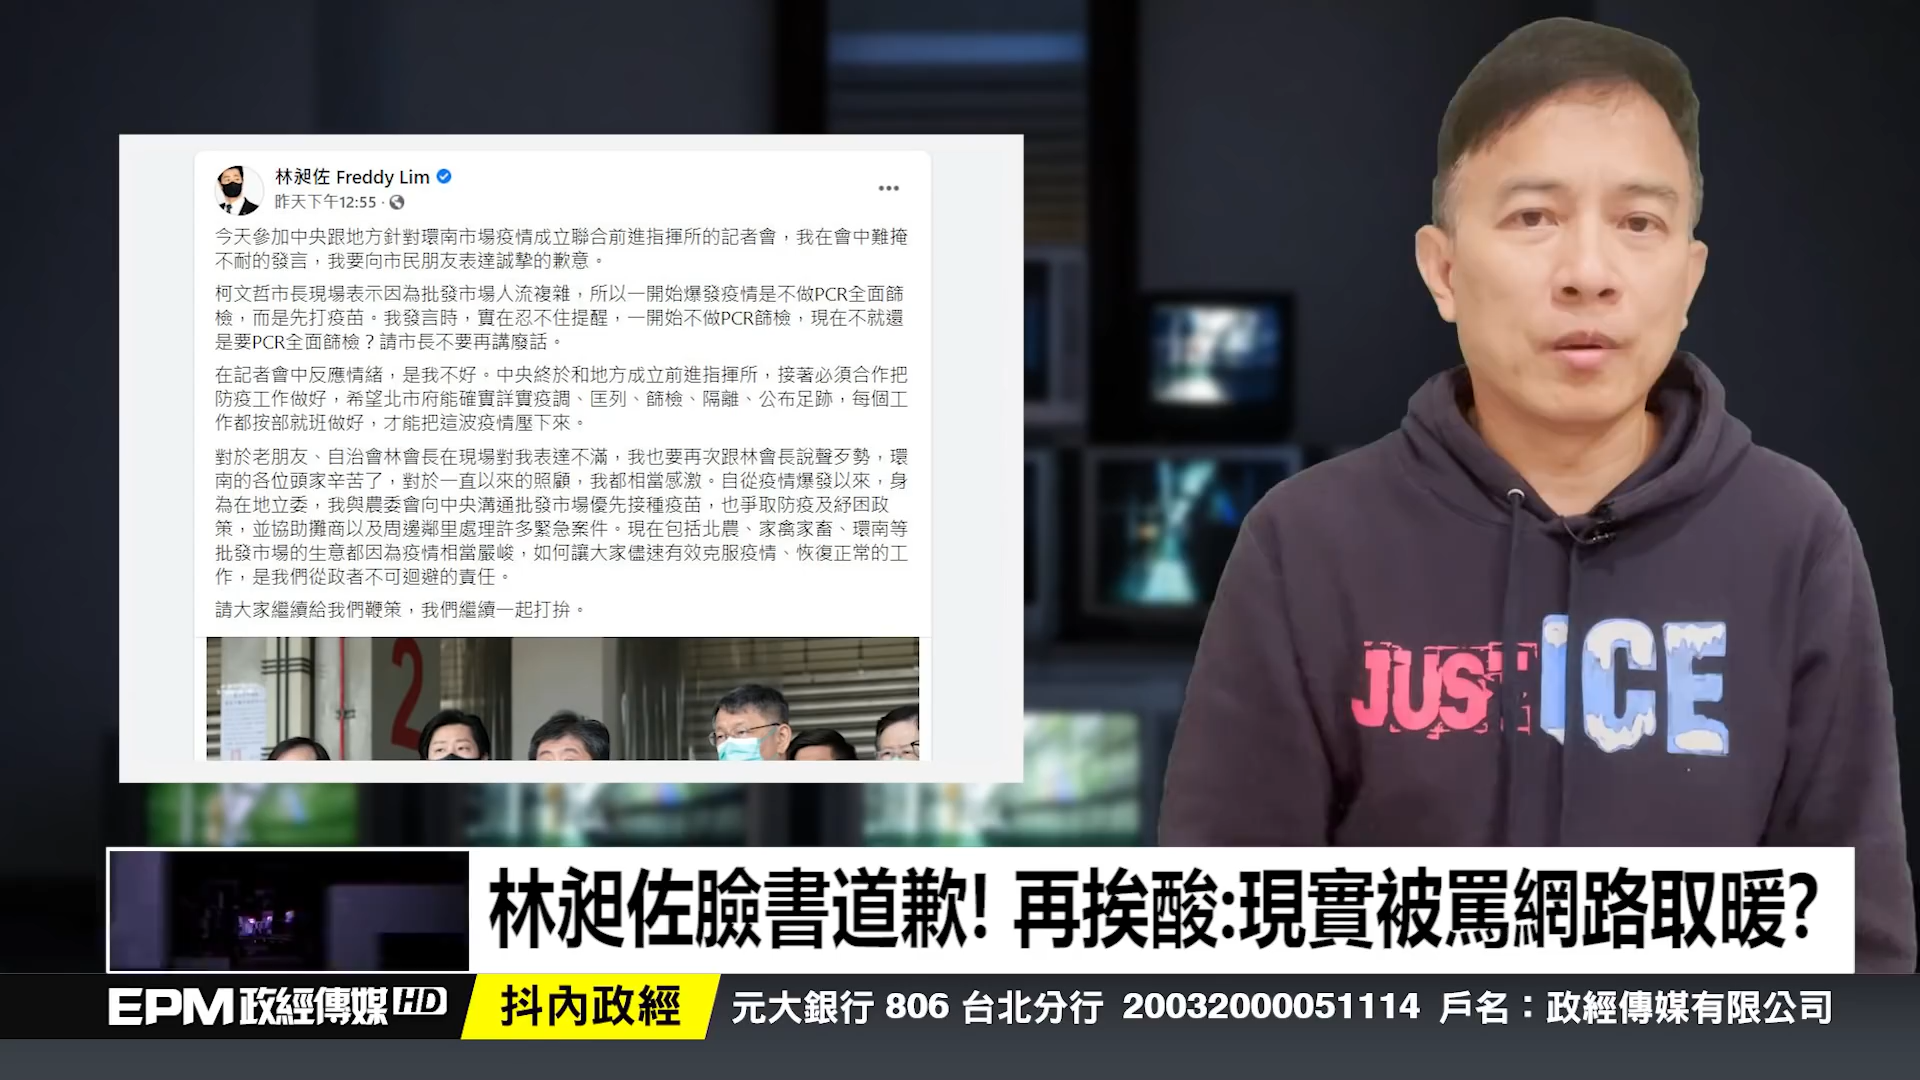 林昶佐 Freddy Lim
昨天下午12:55
今天參加中央跟地方針對環南市場疫情成立聯合前進指揮所的記者會，我在會中難掩
不耐的發言，我要向市民朋友表達誠摯的歉意。
柯文哲市長現場表示因為批發市場人流複雜，所以一開始爆發疫情是不做PCR全面篩
檢，而是先打疫苗。我發言時，實在忍不住提醒，一開始不做PCR篩檢，現在不就還
是要PCR全面篩檢？請市長不要再講廢話。
在記者會中反應情緒，是我不好。中央終於和地方成立前進指揮所，接著必須合作把
防疫工作做好，希望北市府能確實詳實疫調、匡列、篩檢、隔離、公布足跡，每個工
作都按部就班做好，才能把這波疫情壓下來。
對於老朋友、自治會林會長在現場對我表達不滿，我也要再次跟林會長說聲歹勢，環
南的各位頭家辛苦了，對於一直以來的照顧，我都相當感激。自從疫情爆發以來，身
為在地立委，我與農委會向中央溝通批發市場優先接種疫苗，也爭取防疫及紓困政
策，並協助攤商以及周邊鄰里處理許多緊急案件。現在包括北農、家禽家畜、環南等
批發市場的生意都因為疫情相當嚴峻，如何讓大家儘速有效克服疫情、恢復正常的工
作，是我們從政者不可迴避的責任。
請大家繼續給我們鞭策，我們繼續一起打拚。
2
JUSTICE
林昶佐臉書道歉! 再挨酸:現實被罵網路取暖?
EPM政經傳媒HD 抖內政經 元大銀行 806 台北分行 20032000051114 戶名：政經傳媒有限公司